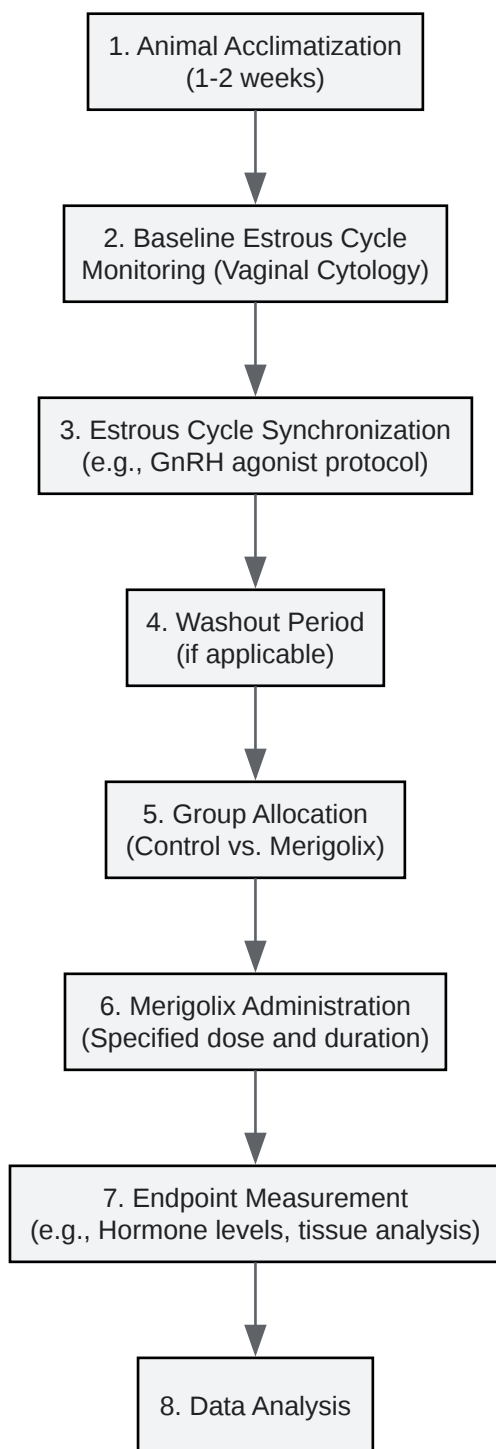 1. Animal Acclimatization
(1-2 weeks)
2. Baseline Estrous Cycle
Monitoring (Vaginal Cytology)
3. Estrous Cycle Synchronization
(e.g., GnRH agonist protocol)
4. Washout Period
(if applicable)
5. Group Allocation
(Control vs. Merigolix)
6. Merigolix Administration
(Specified dose and duration)
7. Endpoint Measurement
(e.g., Hormone levels, tissue analysis)
8. Data Analysis